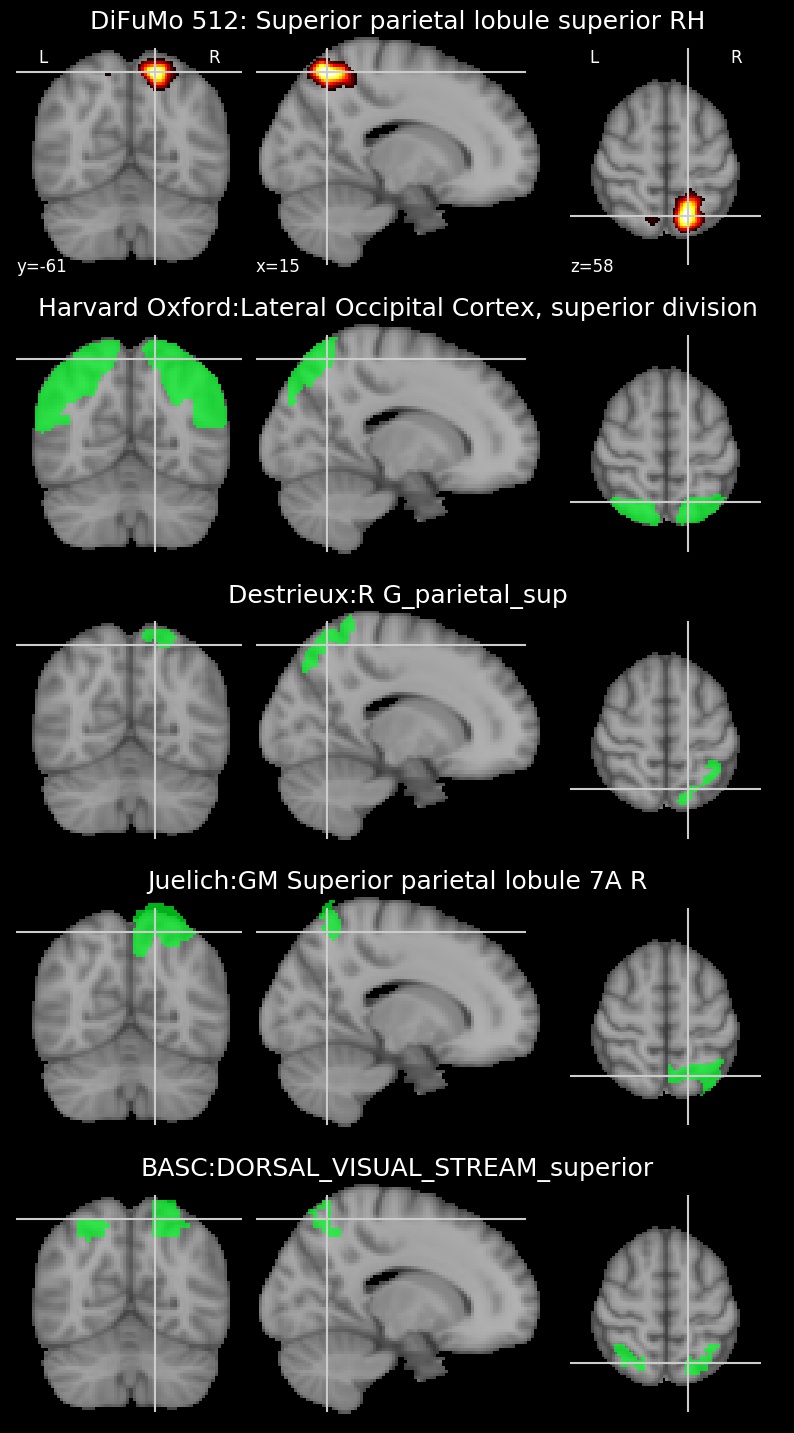 DiFuMo 512: Superior parietal lobule superior RH
L R L R
y=-61 x=15 z=58
Harvard Oxford:Lateral Occipital Cortex, superior division
Destrieux:R G_parietal_sup
Juelich:GM Superior parietal lobule 7A R
BASC:DORSAL_VISUAL_STREAM_superior